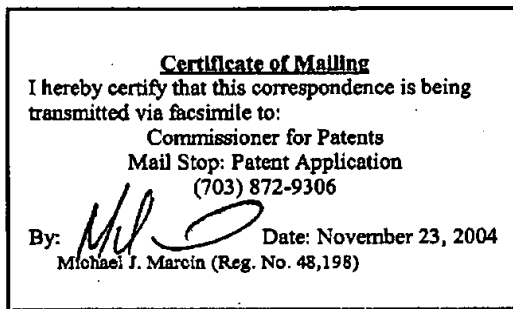 Certificate of Mailing
I hereby certify that this correspondence is being
transmitted via facsimile to:
Commissioner for Patents
Mail Stop: Patent Application
(703) 872-9306
By: Date: November 23, 2004
Michael J. Marcin (Reg. No. 48,198)